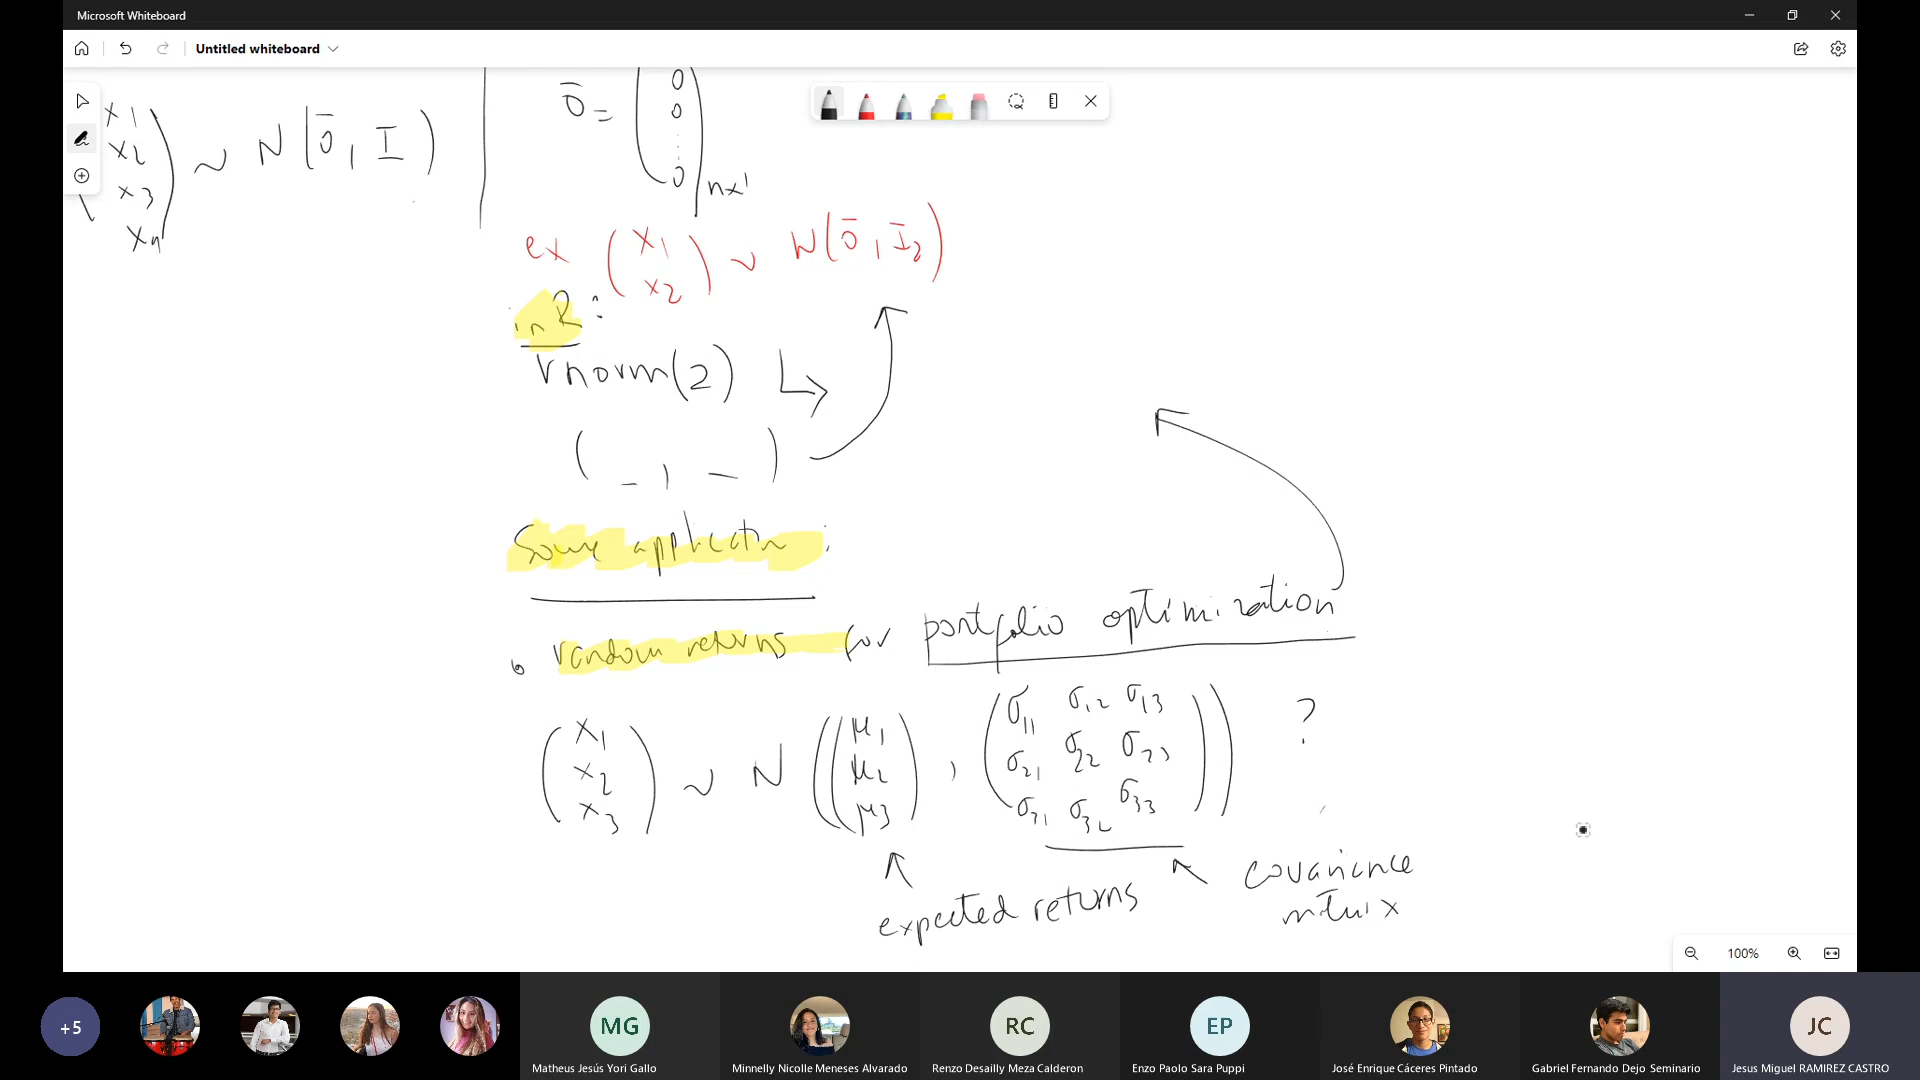 Microsoft Whiteboard
Untitled whiteboard
x1
x2
x3
xn
~ N(0̄, I)
0̄ = (0 0 ⋮ 0) nx1
ex (x1 x2) ~ N(0̄, I2)
in R:
rnorm(2)
( _ , _ )
Some application:
random returns for portfolio optimization
(x1 x2 x3) ~ N((μ1 μ2 μ3), (σ11 σ12 σ13 σ21 σ22 σ23 σ31 σ32 σ33)) ?
expected returns
covariance
matrix
100%
+5
MG
RC
EP
JC
Matheus Jesús Yori Gallo
Minnelly Nicolle Meneses Alvarado
Renzo Desailly Meza Calderon
Enzo Paolo Sara Puppi
José Enrique Cáceres Pintado
Gabriel Fernando Dejo Seminario
Jesus Miguel RAMIREZ CASTRO